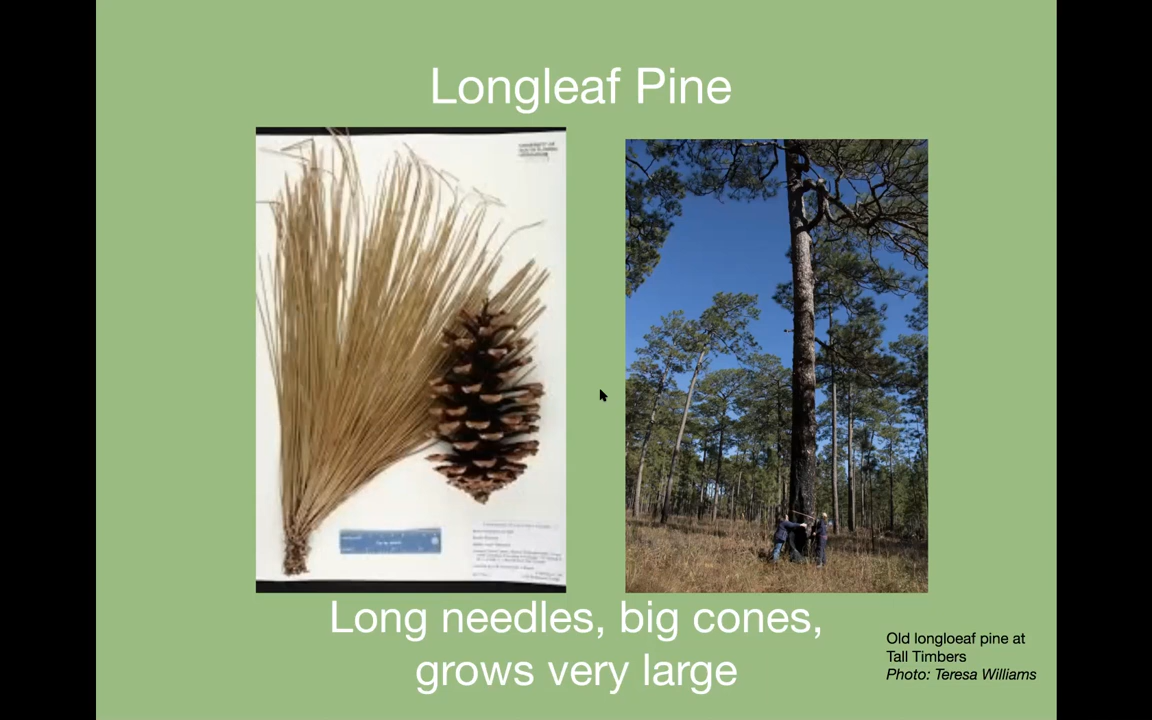 Longleaf Pine
Long needles, big cones,
grows very large
Old longloeaf pine at
Tall Timbers
Photo: Teresa Williams